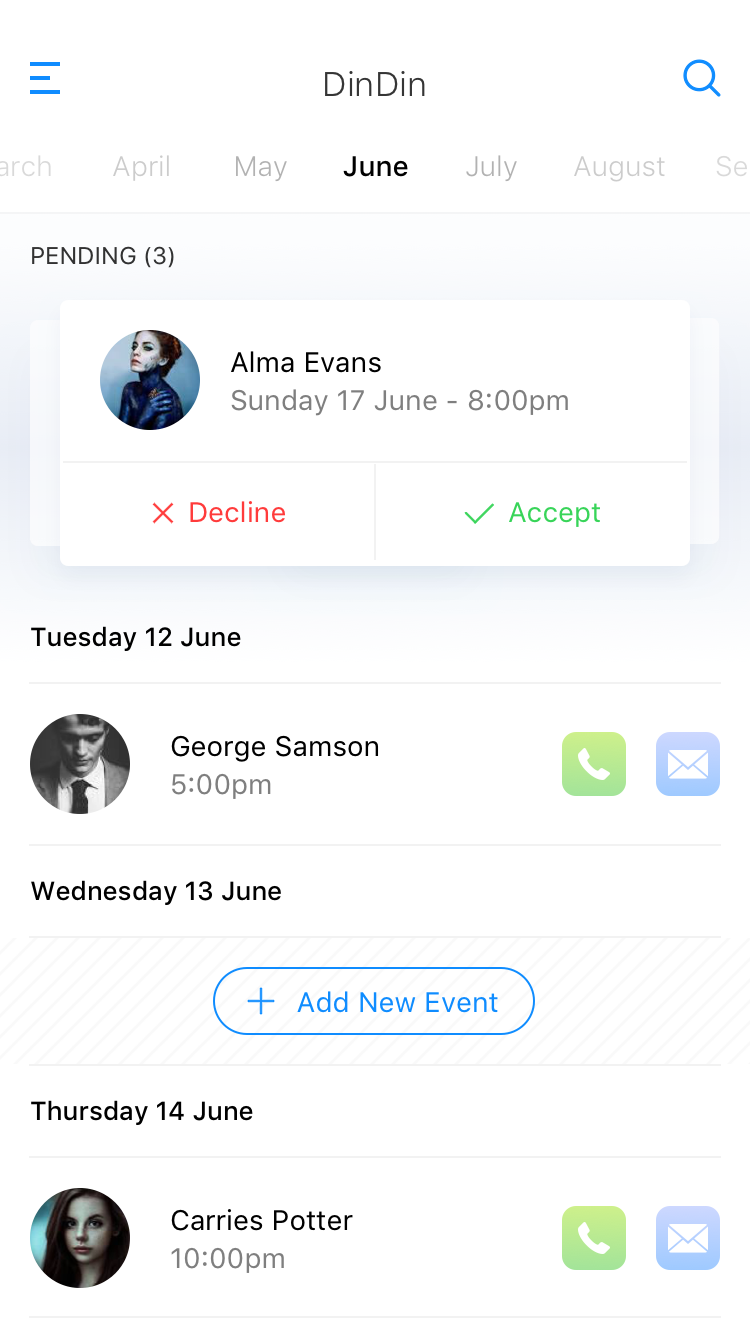 DinDin
arch April May June July August Se
PENDING (3)
Alma Evans
Sunday 17 June - 8:00pm
Decline Accept
Tuesday 12 June
George Samson
5:00pm
Wednesday 13 June
Add New Event
Thursday 14 June
Carries Potter
10:00pm